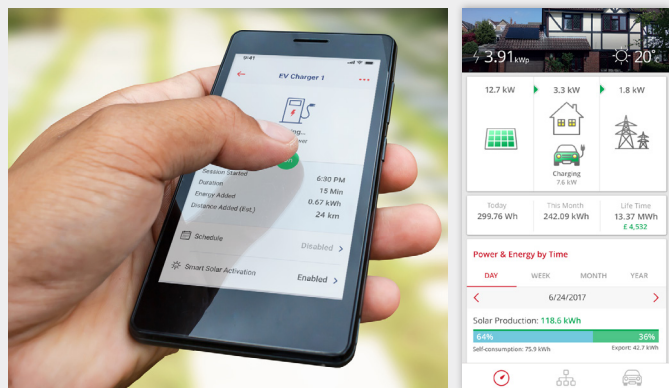 9:41
EV Charger 1
Session Started 6:30 PM
Duration 15 Min
Energy Added 0.67 kWh
Distance Added (Est.) 24 km
Schedule Disabled >
Smart Solar Activation Enabled >
3.91 kWp 20°c
12.7 kW 3.3 kW 1.8 kW
Charging
7.6 kW
Today This Month Life Time
299.76 Wh 242.09 kWh 13.37 MWh
£ 4,532
Power & Energy by Time
DAY WEEK MONTH YEAR
< 6/24/2017 >
Solar Production: 118.6 kWh
64% 36%
Self-consumption: 75.9 kWh Export: 42.7 kWh